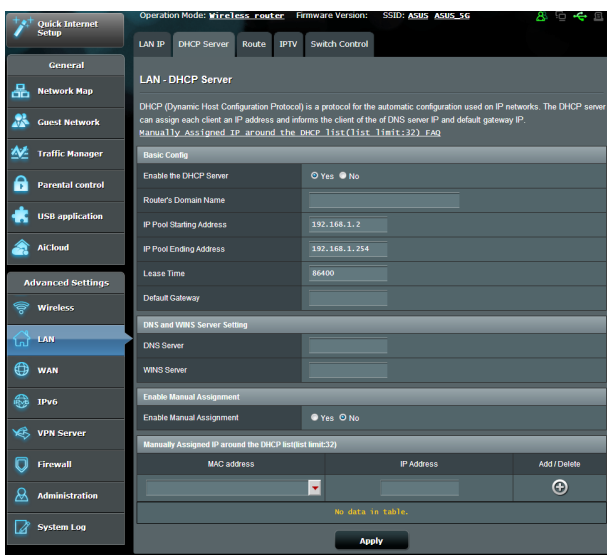 Quick Internet
Setup
General
Network Map
Guest Network
Traffic Manager
Parental control
USB application
AiCloud
Advanced Settings
Wireless
LAN
WAN
IPv6
VPN Server
Firewall
Administration
System Log
Operation Mode: Wireless router Firmware Version: SSID: ASUS ASUS_5G
LAN IP DHCP Server Route IPTV Switch Control
LAN - DHCP Server
DHCP (Dynamic Host Configuration Protocol) is a protocol for the automatic configuration used on IP networks. The DHCP server
can assign each client an IP address and informs the client of the of DNS server IP and default gateway
IP.
Manually Assigned IP around the DHCP list(list limit:32) FAQ
Basic Config
Enable the DHCP Server Yes No
Router's Domain Name
IP Pool Starting Address 192.168.1.2
IP Pool Ending Address 192.168.1.254
Lease Time 86400
Default Gateway
DNS and WINS Server Setting
DNS Server
WINS Server
Enable Manual Assignment
Enable Manual Assignment Yes No
Manually Assigned IP around the DHCP list(list limit:32)
MAC address IP Address Add / Delete
No data in table.
Apply